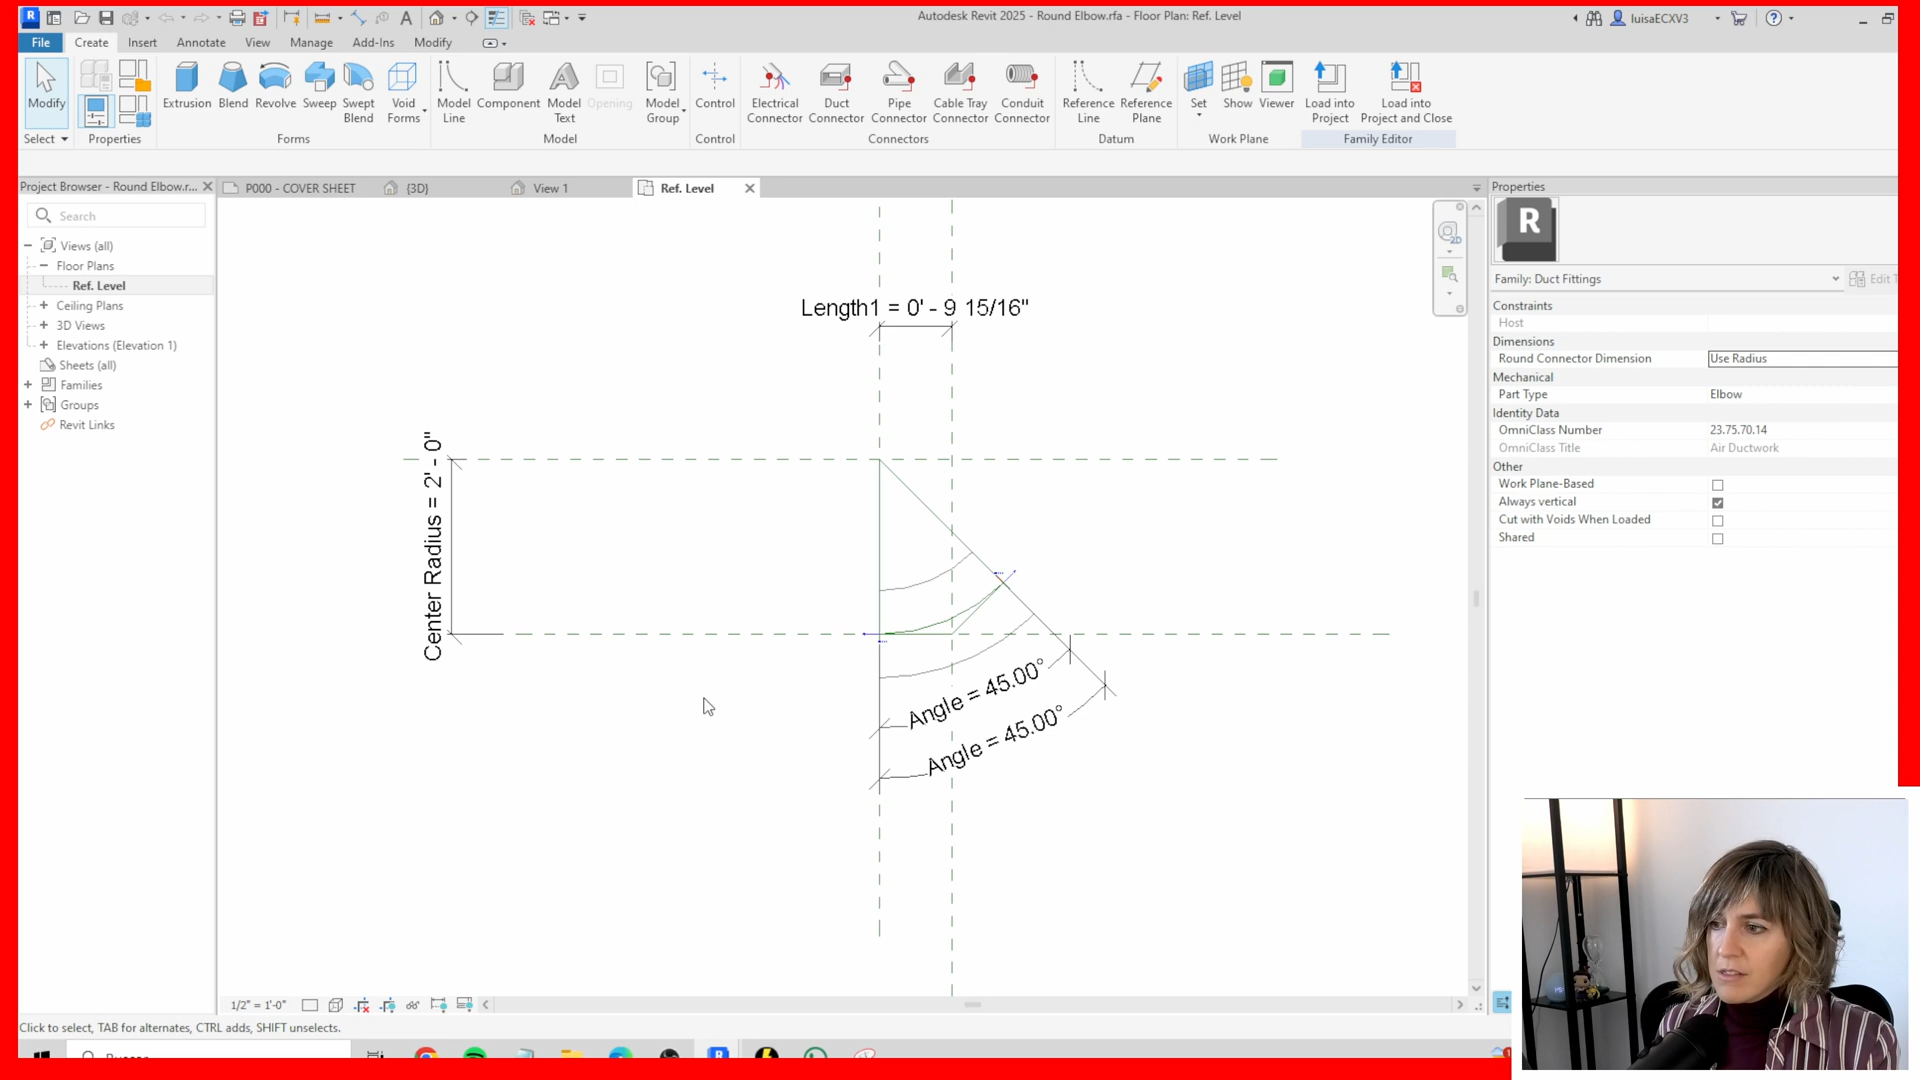 Autodesk Revit 2025 - Round Elbow.rfa - Floor Plan: Ref. Level
luisaECXV3
File Create Insert Annotate View Manage Add-Ins Modify
Modify
Extrusion Blend Revolve Sweep Swept Blend Void Forms
Model Line Component Model Text Opening Model Group
Control
Electrical Connector Duct Connector Pipe Connector Cable Tray Connector Conduit Connector
Reference Line Reference Plane
Set Show Viewer
Load into Project Load into Project and Close
Select Properties Forms Model Control Connectors Datum Work Plane Family Editor
Project Browser - Round Elbow.r...
P000 - COVER SHEET {3D} View 1 Ref. Level
Search
Views (all)
Floor Plans
Ref. Level
Ceiling Plans
3D Views
Elevations (Elevation 1)
Sheets (all)
Families
Groups
Revit Links
Length1 = 0' - 9 15/16"
Center Radius = 2' - 0"
Angle = 45.00°
Angle = 45.00°
2D
Properties
R
Family: Duct Fittings
Edit T
Constraints
Host
Dimensions
Round Connector Dimension Use Radius
Mechanical
Part Type Elbow
Identity Data
OmniClass Number 23.75.70.14
OmniClass Title Air Ductwork
Other
Work Plane-Based
Always vertical
Cut with Voids When Loaded
Shared
1/2" = 1'-0"
Click to select, TAB for alternates, CTRL adds, SHIFT unselects.